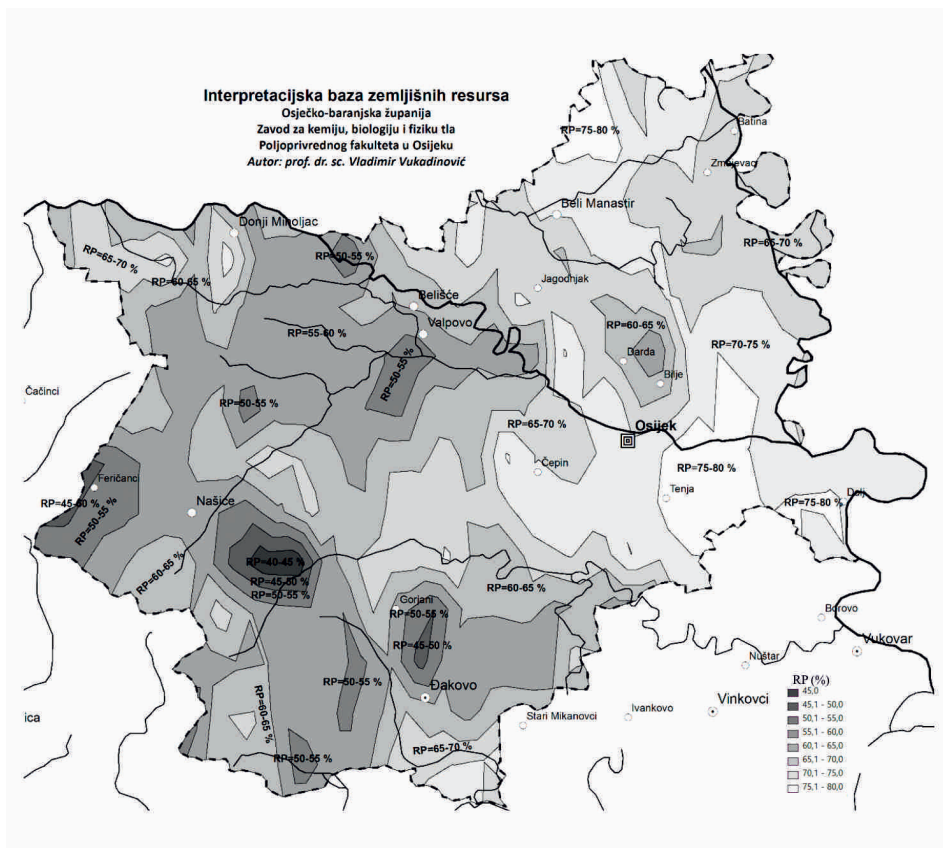 Interpretacijska baza zemljišnih resursa
Osječko-baranjska županija
Zavod za kemiju, biologiju i fiziku tla
Poljoprivrednog fakulteta u Osijeku
Autor: prof. dr. sc. Vladimir Vukadinović
RP=75-80 %
Batina
Zmajevac
Beli Manastir
Donji Miholjac
RP=65-70 %
RP=65-70 %
RP=50-55 %
RP=60-65 %
Jagodnjak
Belišće
Valpovo
RP=60-65 %
RP=55-60 %
RP=70-75 %
Darda
RP=50-55 %
Bilje
Čačinci
RP=50-55 %
RP=65-70 %
Osijek
Čepin
RP=75-80 %
Feričanci
Tenja
Dalj
RP=45-50 %
Našice
RP=75-80 %
RP=50-55 %
RP=40-45 %
RP=60-65 %
RP=45-50 %
RP=60-65 %
RP=50-55 %
Gorjani
RP=50-55 %
Borovo
RP=45-50 %
Vukovar
Nuštar
RP=50-55 %
Đakovo
RP (%)
45,0
45,1 - 50,0
50,1 - 55,0
55,1 - 60,0
60,1 - 65,0
65,1 - 70,0
70,1 - 75,0
75,1 - 80,0
RP=60-65 %
Vinkovci
Ivankovo
Stari Mikanovci
ica
RP=65-70 %
RP=50-55 %